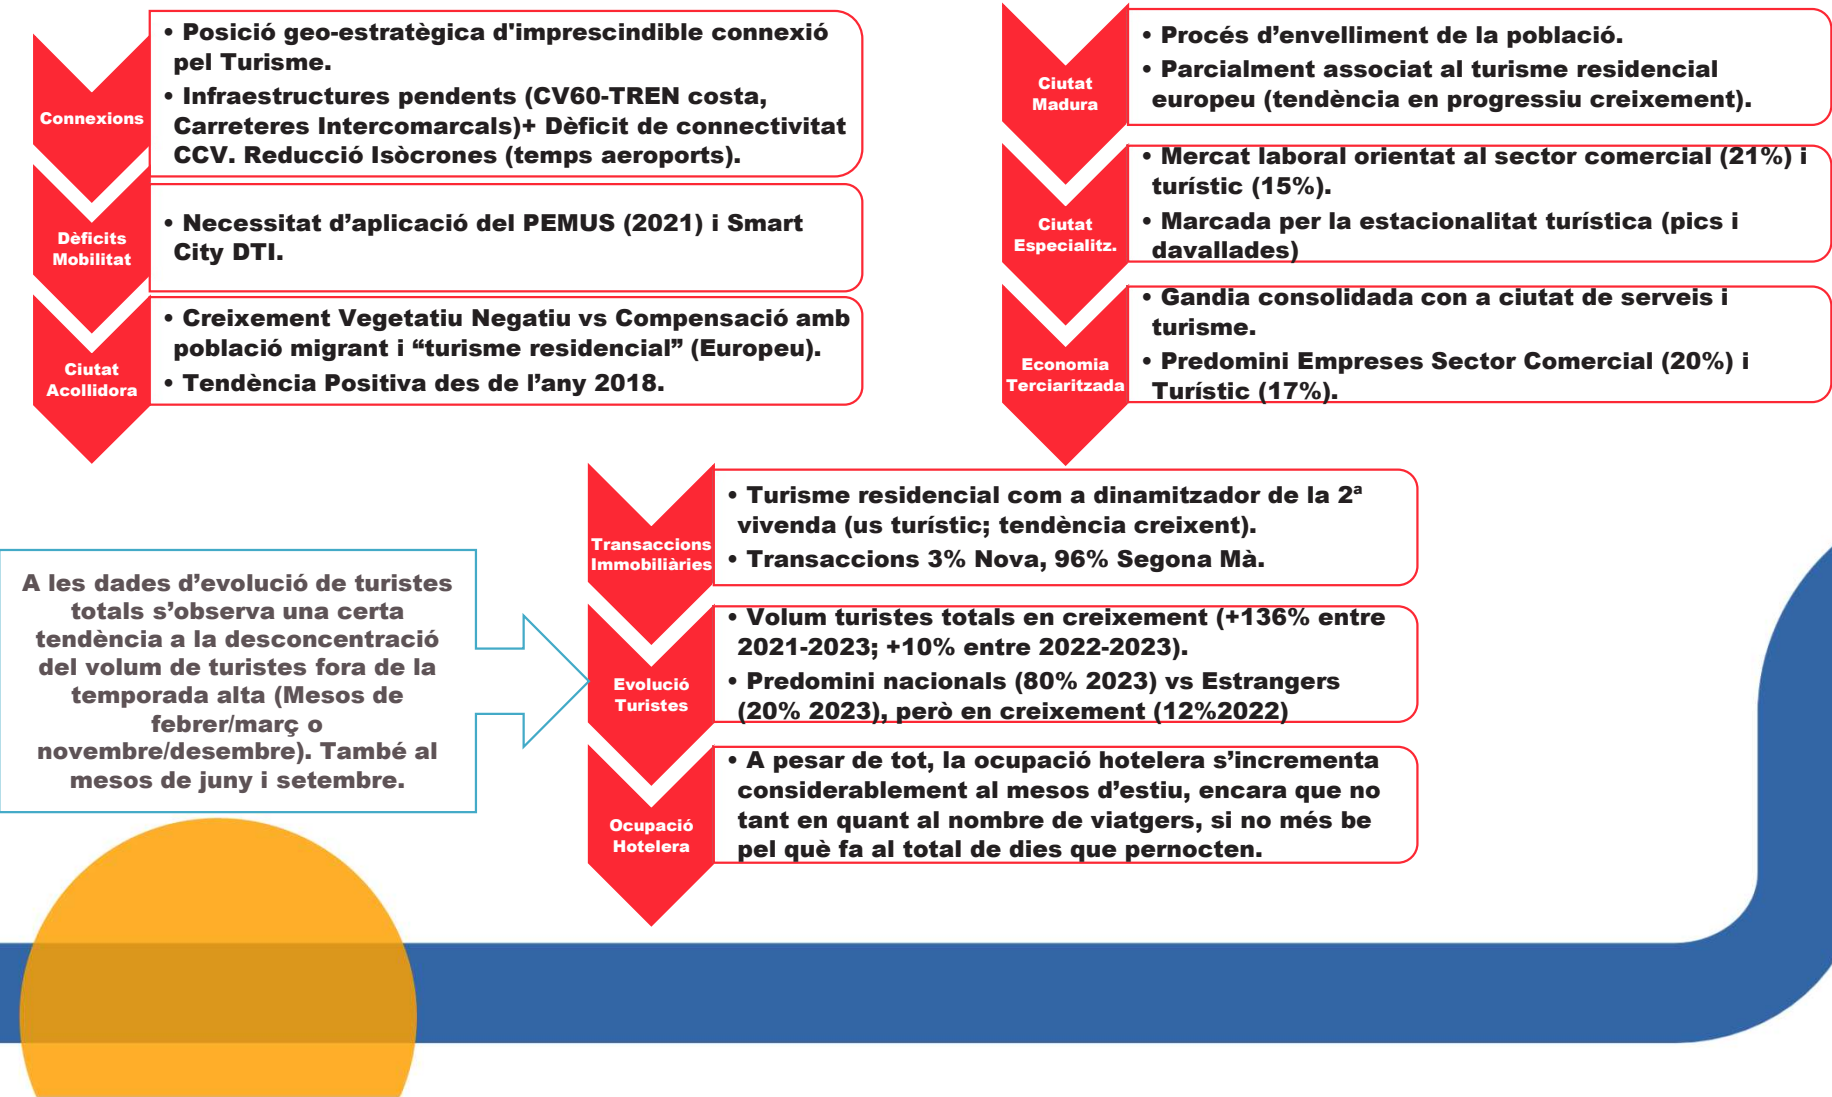 Connexions
• Posició geo-estratègica d'imprescindible connexió
pel Turisme.
• Infraestructures pendents (CV60-TREN costa,
Carreteres Intercomarcals)+ Dèficit de connectivitat
CCV. Reducció Isòcrones (temps aeroports).
Dèficits
Mobilitat
• Necessitat d’aplicació del PEMUS (2021) i Smart
City DTI.
Ciutat
Acollidora
• Creixement Vegetatiu Negatiu vs Compensació amb
població migrant i “turisme residencial” (Europeu).
• Tendència Positiva des de l’any 2018.
Ciutat
Madura
• Procés d’envelliment de la població.
• Parcialment associat al turisme residencial
europeu (tendència en progressiu creixement).
Ciutat
Especialitz.
• Mercat laboral orientat al sector comercial (21%) i
turístic (15%).
• Marcada per la estacionalitat turística (pics i
davallades)
Economia
Terciaritzada
• Gandia consolidada con a ciutat de serveis i
turisme.
• Predomini Empreses Sector Comercial (20%) i
Turístic (17%).
Transaccions
Immobiliàries
• Turisme residencial com a dinamitzador de la 2ª
vivenda (us turístic; tendència creixent).
• Transaccions 3% Nova, 96% Segona Mà.
A les dades d’evolució de turistes
totals s’observa una certa
tendència a la desconcentració
del volum de turistes fora de la
temporada alta (Mesos de
febrer/març o
novembre/desembre). També al
mesos de juny i setembre.
Evolució
Turistes
• Volum turistes totals en creixement (+136% entre
2021-2023; +10% entre 2022-2023).
• Predomini nacionals (80% 2023) vs Estrangers
(20% 2023), però en creixement (12%2022)
Ocupació
Hotelera
• A pesar de tot, la ocupació hotelera s’incrementa
considerablement al mesos d’estiu, encara que no
tant en quant al nombre de viatgers, si no més be
pel què fa al total de dies que pernocten.